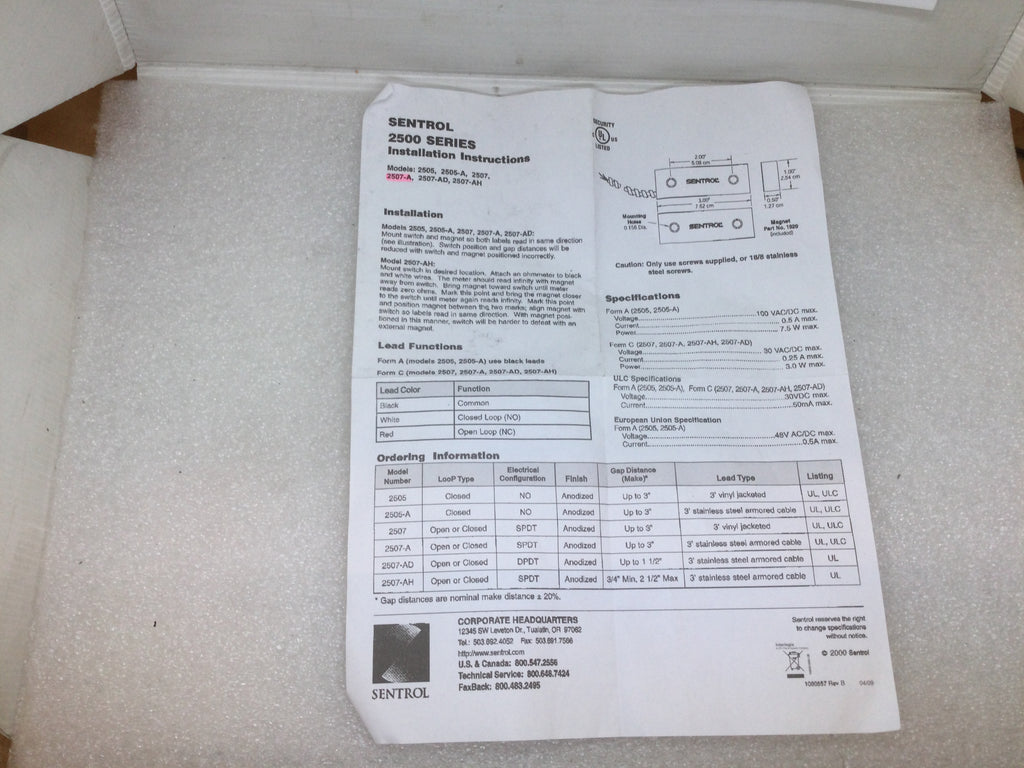 SENTROL
2500 SERIES
Installation Instructions
Models: 2505, 2505-A, 2507,
2507-A, 2507-AD, 2507-AH
Installation
Models 2505, 2505-A, 2507, 2507-A, 2507-AD:
Mount switch and magnet so both labels read in same direction
(see illustration). Switch position and gap distances will be
reduced with switch and magnet positioned incorrectly.
Model 2507-AH:
Mount switch in desired location. Attach an ohmmeter to black
and white wires. The meter should read infinity with magnet
away from switch. Bring magnet toward switch until meter
reads zero ohms. Mark this point and bring the magnet closer
to the switch until meter again reads infinity. Mark this point
and position magnet between the two marks; align magnet with
switch so labels read in same direction. With magnet posi-
tioned in this manner, switch will be harder to defeat with an
external magnet.
Lead Functions
Form A (models 2505, 2505-A) use black leads
Form C (models 2507, 2507-A, 2507-AD, 2507-AH)
Lead Color Function
Black Common
White Closed Loop (NO)
Red Open Loop (NC)
SECURITY
C UL US
LISTED
2.00"
5.08 cm
SENTROL
3.00"
7.62 cm
SENTROL
Mounting
Holes
0.156 Dia.
1.00"
2.54 cm
0.50"
1.27 cm
Magnet
Part No. 1920
(included)
Caution: Only use screws supplied, or 18/8 stainless
steel screws.
Specifications
Form A (2505, 2505-A)
Voltage 100 VAC/DC max.
Current 0.5 A max.
Power 7.5 W max.
Form C (2507, 2507-A, 2507-AH, 2507-AD)
Voltage 30 VAC/DC max.
Current 0.25 A max.
Power 3.0 W max.
ULC Specifications
Form A (2505, 2505-A), Form C (2507, 2507-A, 2507-AH, 2507-AD)
Voltage 30VDC max.
Current 50mA max.
European Union Specification
Form A (2505, 2505-A)
Voltage 48V AC/DC max.
Current 0.5A max.
Ordering Information
Model Number LooP Type Electrical Configuration Finish Gap Distance (Make)* Lead Type Listing
2505 Closed NO Anodized Up to 3" 3' vinyl jacketed UL, ULC
2505-A Closed NO Anodized Up to 3" 3' stainless steel armored cable UL, ULC
2507 Open or Closed SPDT Anodized Up to 3" 3' vinyl jacketed UL, ULC
2507-A Open or Closed SPDT Anodized Up to 3" 3' stainless steel armored cable UL, ULC
2507-AD Open or Closed DPDT Anodized Up to 1 1/2" 3' stainless steel armored cable UL
2507-AH Open or Closed SPDT Anodized 3/4" Min, 2 1/2" Max 3' stainless steel armored cable UL
* Gap distances are nominal make distance ± 20%.
SENTROL
CORPORATE HEADQUARTERS
12345 SW Leveton Dr., Tualatin, OR 97062
Tel.: 503.692.4052 Fax: 503.691.7566
http://www.sentrol.com
U.S. & Canada: 800.547.2556
Technical Service: 800.648.7424
FaxBack: 800.483.2495
Sentrol reserves the right
to change specifications
without notice.
© 2000 Sentrol
1080887 Rev B 04/09